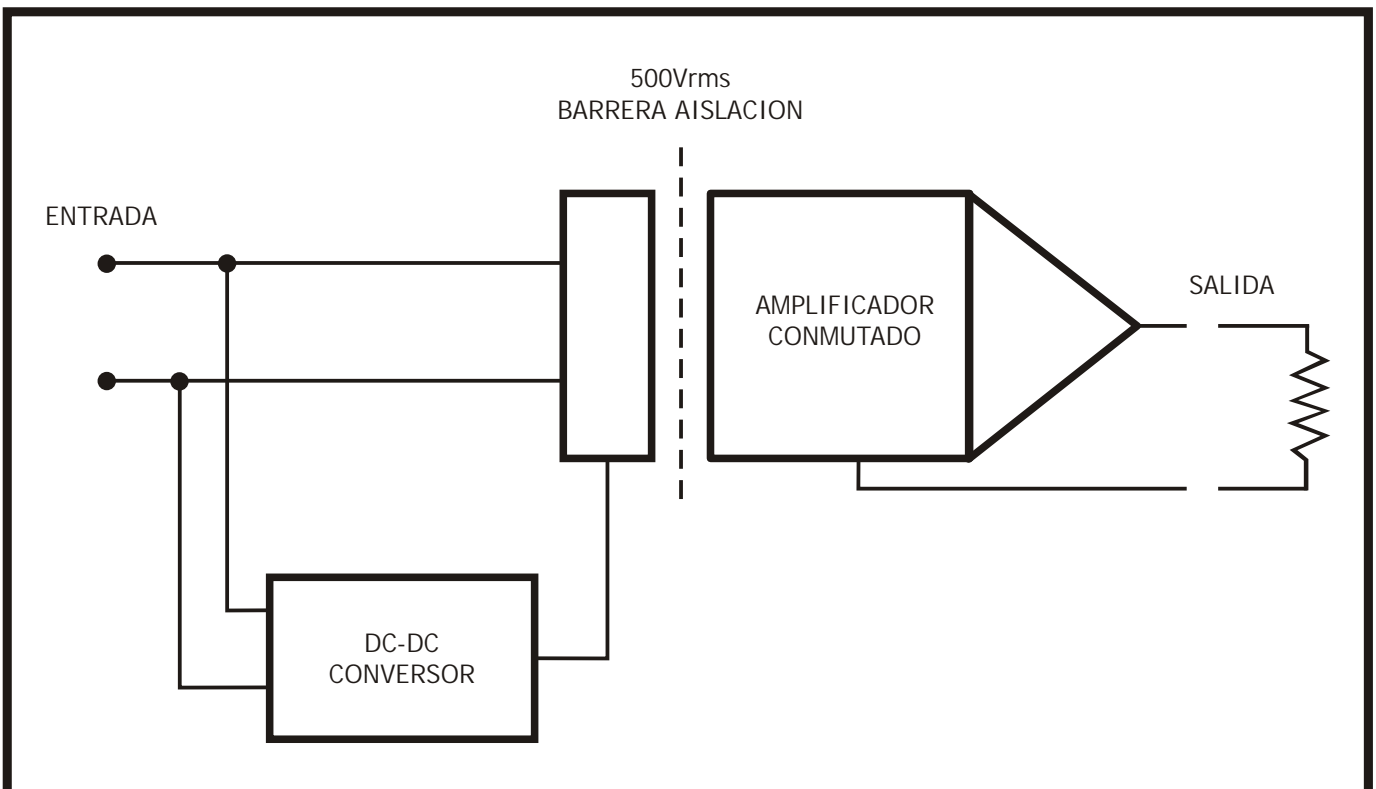 500Vrms
BARRERA AISLACION
ENTRADA
AMPLIFICADOR
CONMUTADO
SALIDA
DC-DC
CONVERSOR